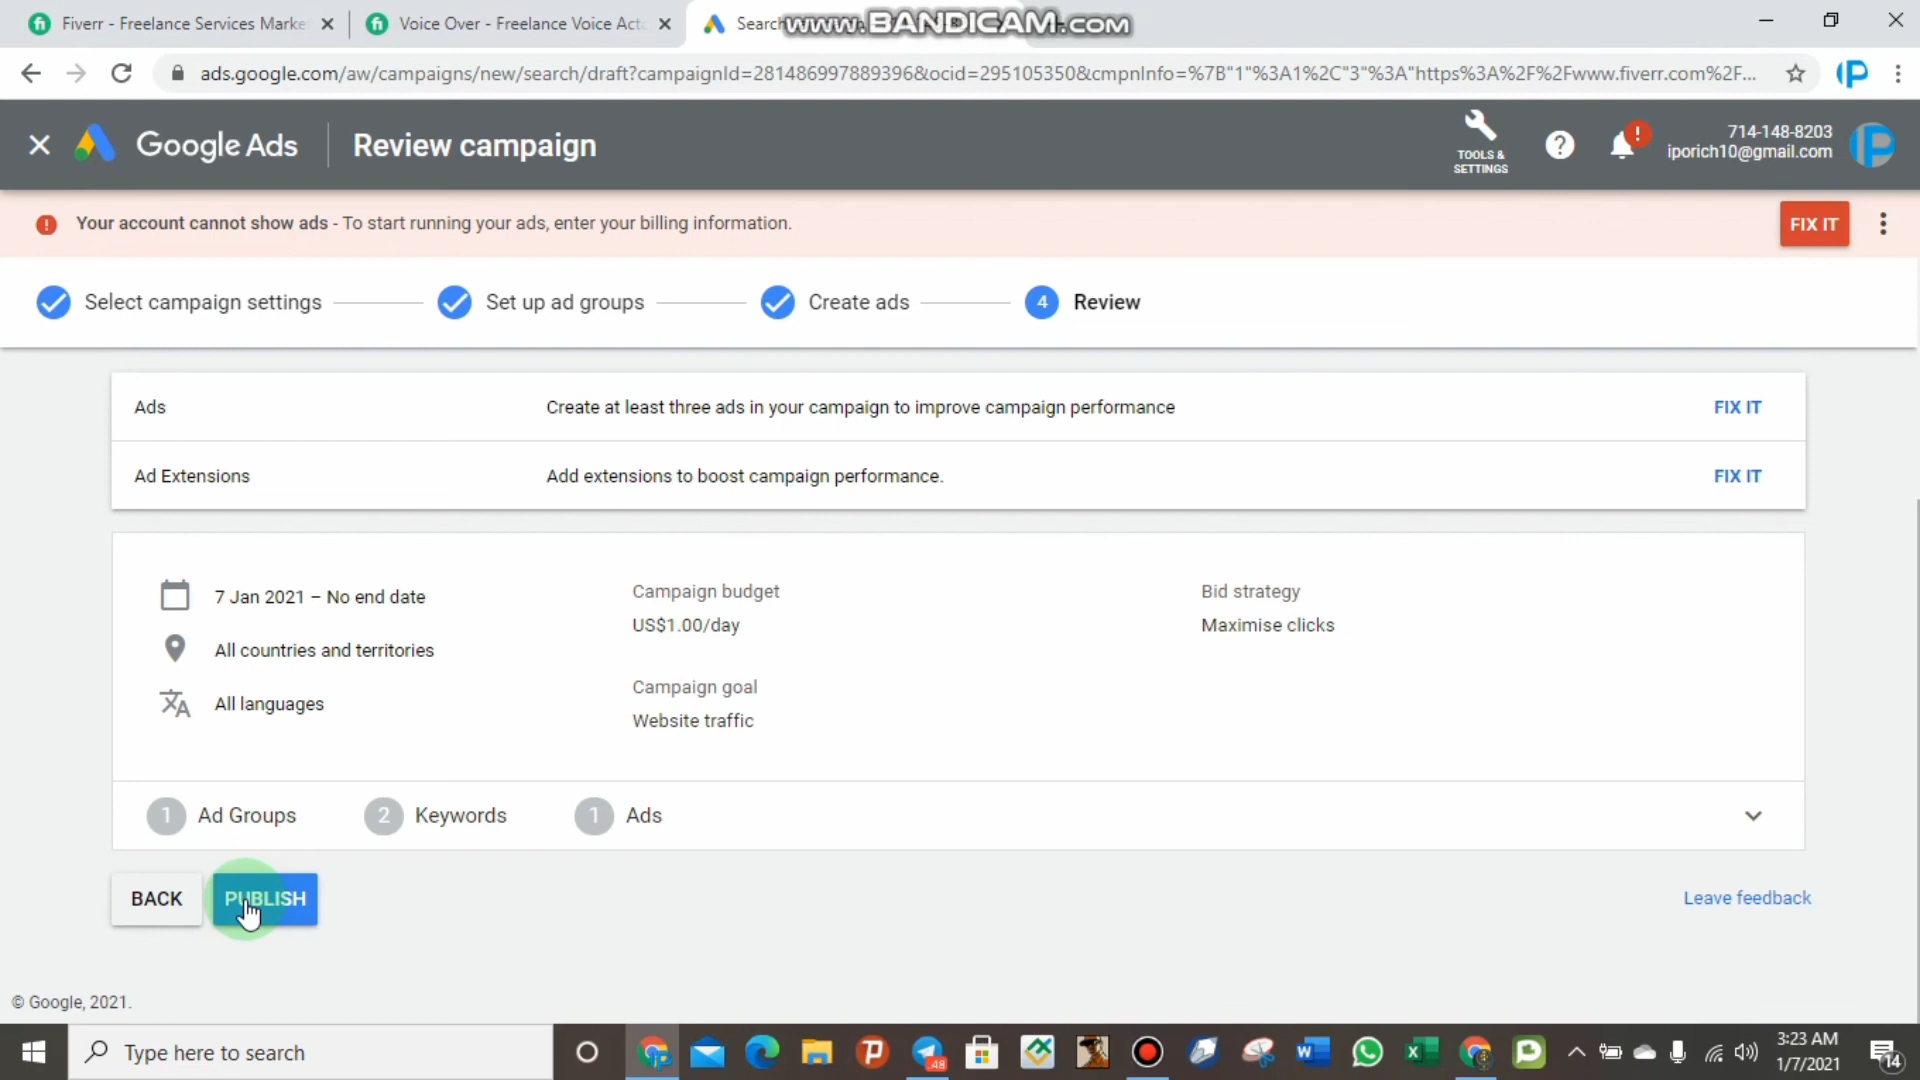 Fiverr - Freelance Services Marke
Voice Over - Freelance Voice Acto
Search
www.BANDICAM.com
ads.google.com/aw/campaigns/new/search/draft?campaignId=281486997889396&ocid=295105350&cmpnInfo=%7B"1"%3A1%2C"3"%3A"https%3A%2F%2Fwww.fiverr.com%2F...
Google Ads
Review campaign
TOOLS &
SETTINGS
714-148-8203
iporich10@gmail.com
Your account cannot show ads - To start running your ads, enter your billing information.
FIX IT
Select campaign settings
Set up ad groups
Create ads
4 Review
Ads
Create at least three ads in your campaign to improve campaign performance
FIX IT
Ad Extensions
Add extensions to boost campaign performance.
FIX IT
7 Jan 2021 – No end date
All countries and territories
All languages
Campaign budget
US$1.00/day
Campaign goal
Website traffic
Bid strategy
Maximise clicks
1 Ad Groups
2 Keywords
1 Ads
BACK
PUBLISH
Leave feedback
© Google, 2021.
Type here to search
48
3:23 AM
1/7/2021
14